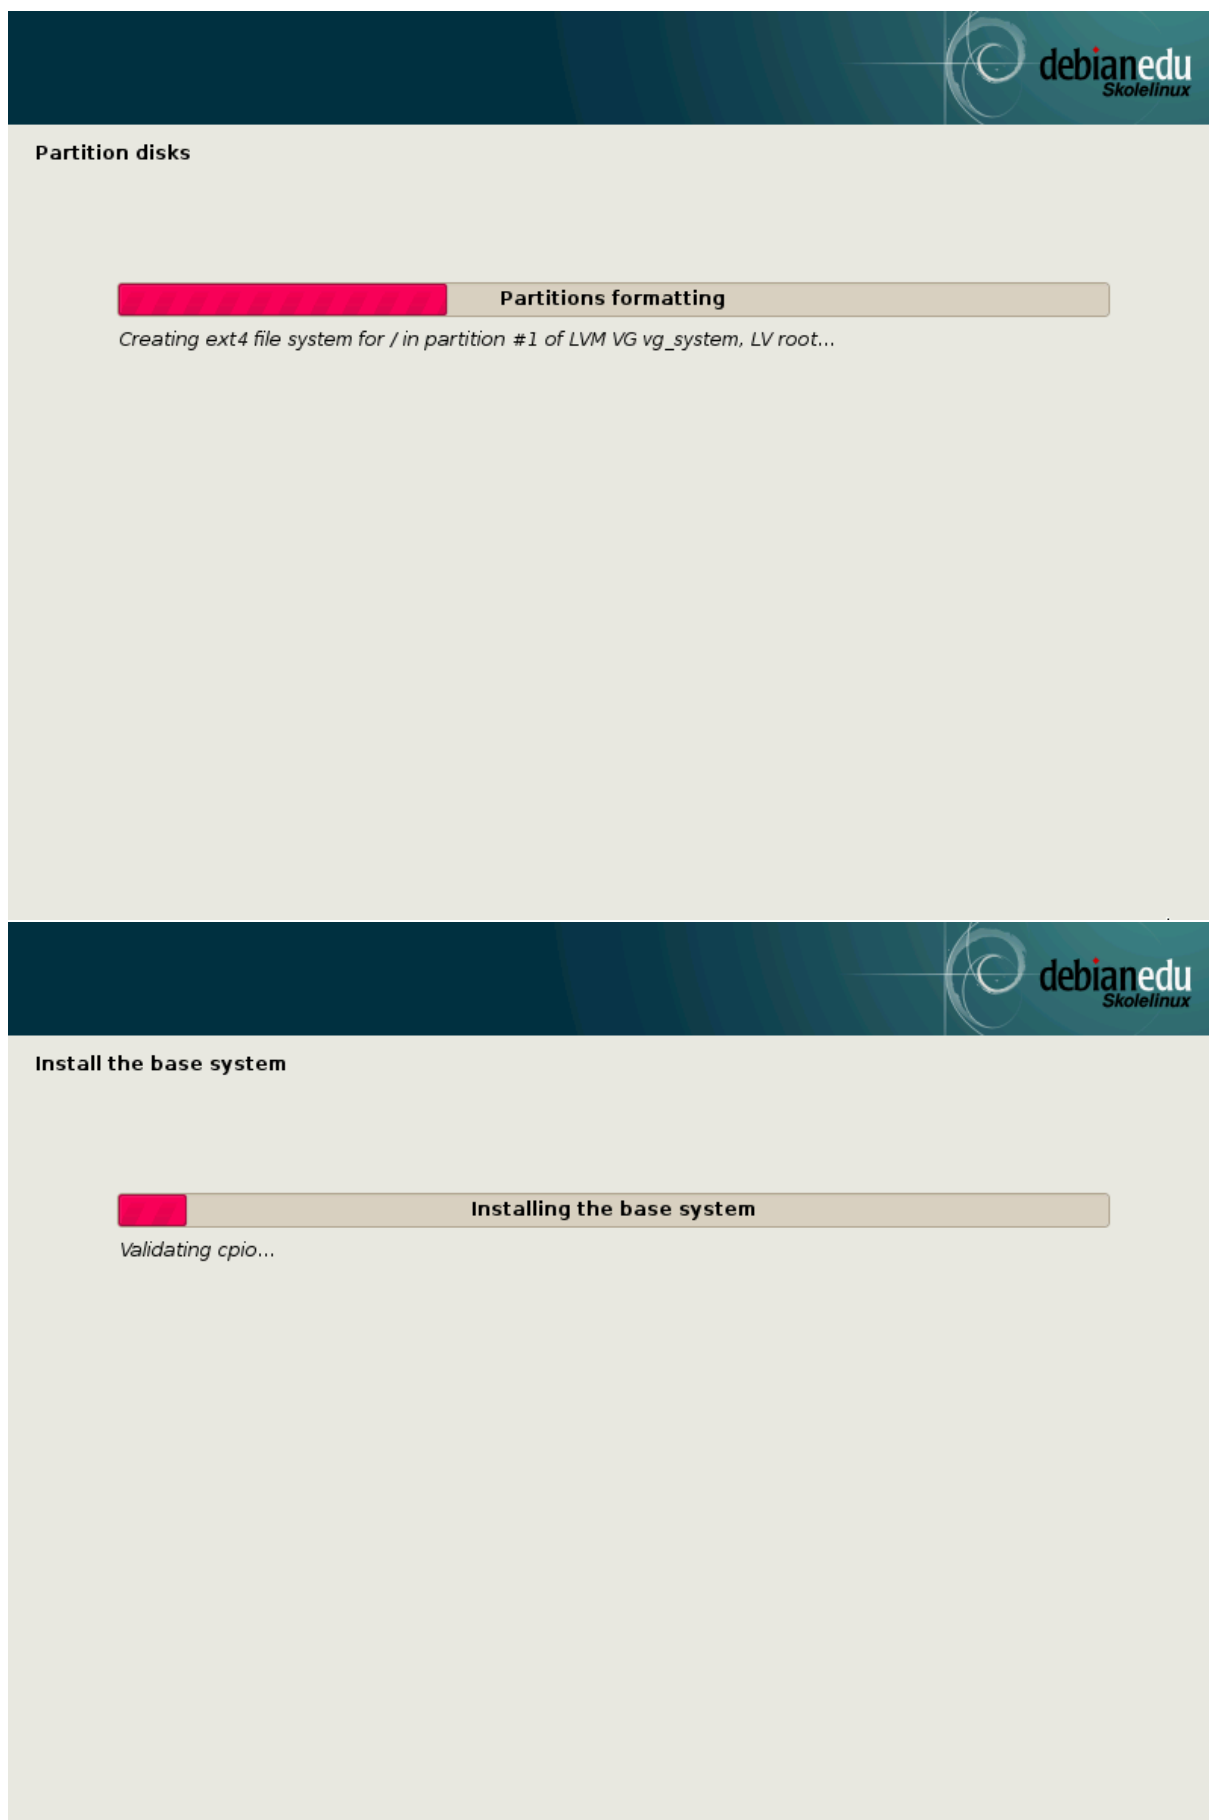 debianedu
Skolelinux
Partition disks
Partitions formatting
Creating ext4 file system for / in partition #1 of LVM VG vg_system, LV root...
debianedu
Skolelinux
Install the base system
Installing the base system
Validating cpio...